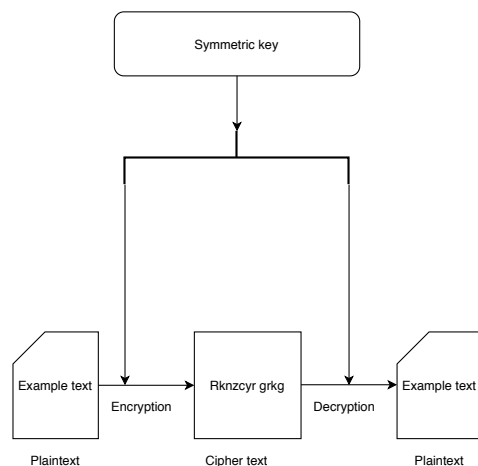 Symmetric key
Example text
Rknzcyr grkg
Example text
Encryption
Decryption
Plaintext
Cipher text
Plaintext